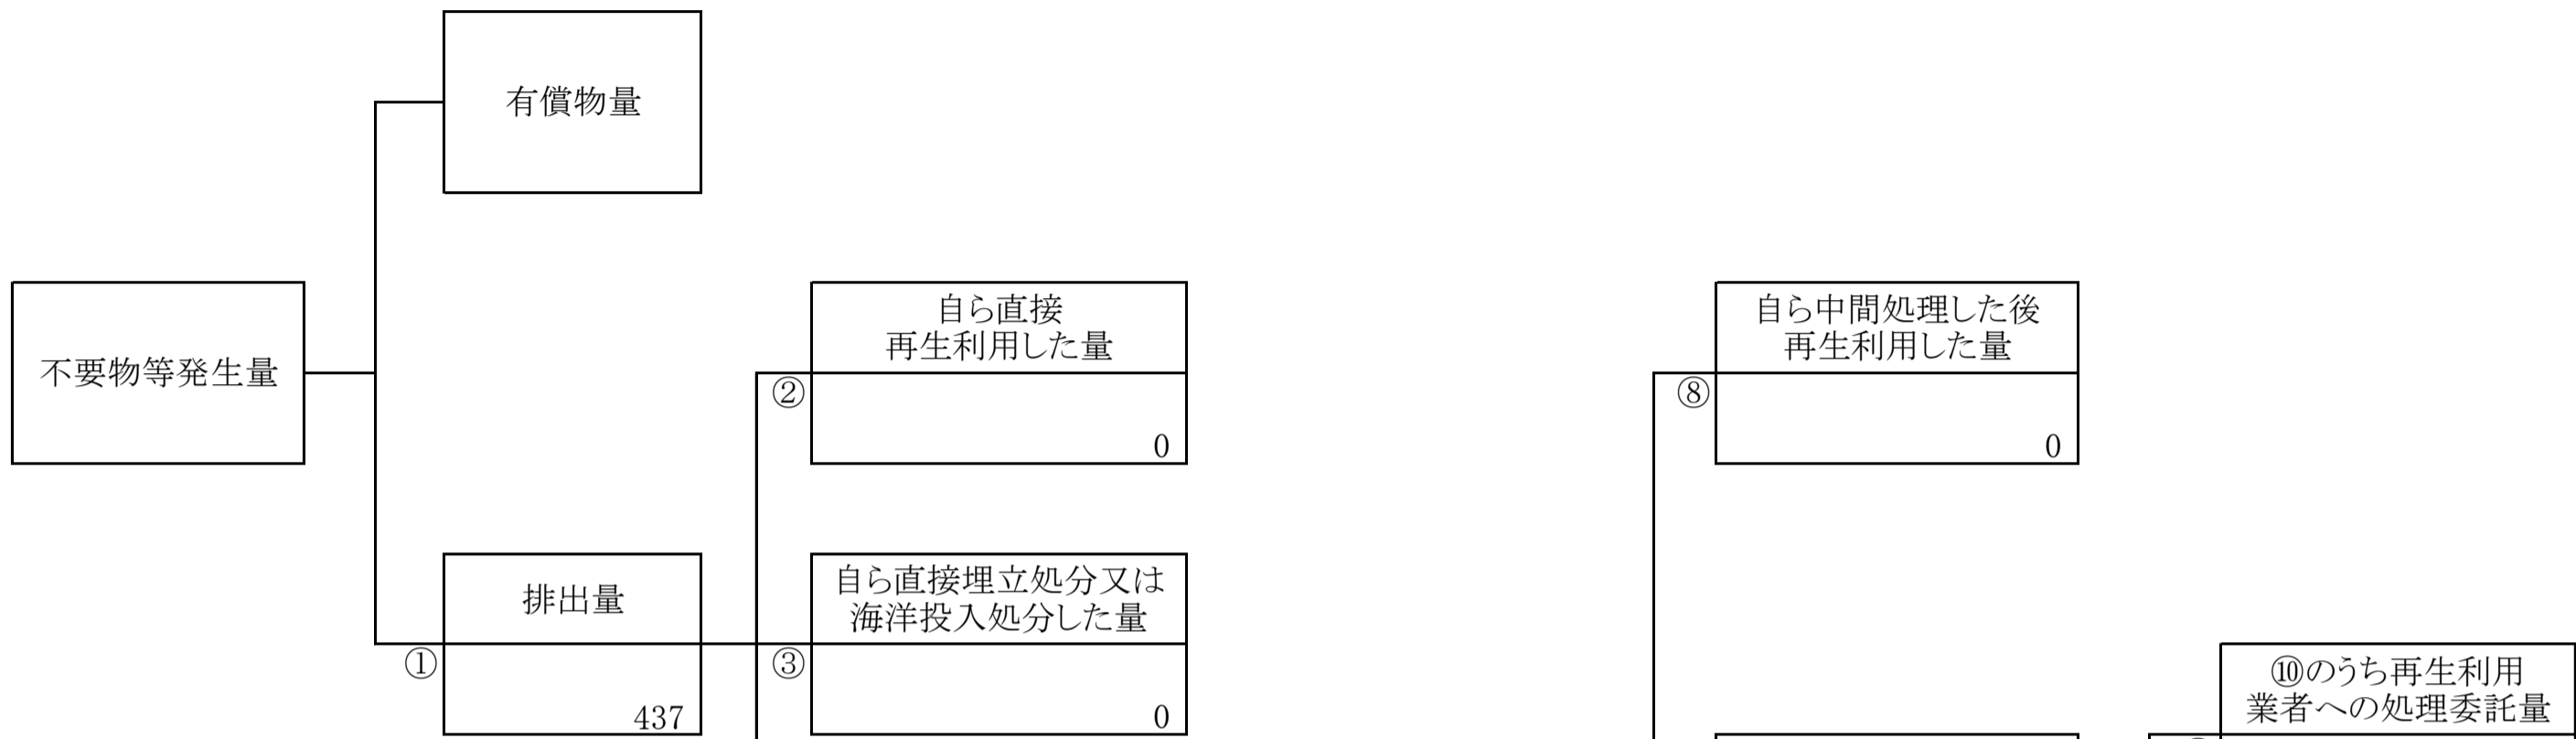 有償物量
不要物等発生量
自ら直接
再生利用した量
②
0
自ら中間処理した後
再生利用した量
⑧
0
排出量
①
437
自ら直接埋立処分又は
海洋投入処分した量
③
0
⑩のうち再生利用
業者への処理委託量